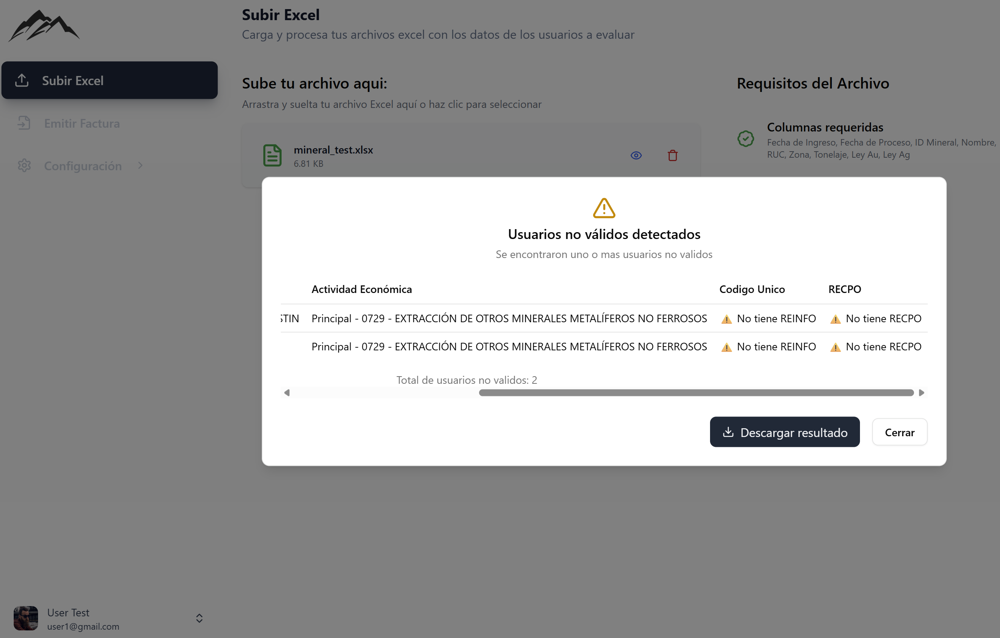 Subir Excel
Carga y procesa tus archivos excel con los datos de los usuarios a evaluar
Subir Excel
Emitir Factura
Configuración
Sube tu archivo aqui:
Arrastra y suelta tu archivo Excel aquí o haz clic para seleccionar
mineral_test.xlsx
6.81 KB
Requisitos del Archivo
Columnas requeridas
Fecha de Ingreso, Fecha de Proceso, ID Mineral, Nombre,
RUC, Zona, Tonelaje, Ley Au, Ley Ag
Usuarios no válidos detectados
Se encontraron uno o mas usuarios no validos
Actividad Económica Codigo Unico RECPO
STIN Principal - 0729 - EXTRACCIÓN DE OTROS MINERALES METALÍFEROS NO FERROSOS No tiene REINFO No tiene RECPO
Principal - 0729 - EXTRACCIÓN DE OTROS MINERALES METALÍFEROS NO FERROSOS No tiene REINFO No tiene RECPO
Total de usuarios no validos: 2
Descargar resultado
Cerrar
User Test
user1@gmail.com